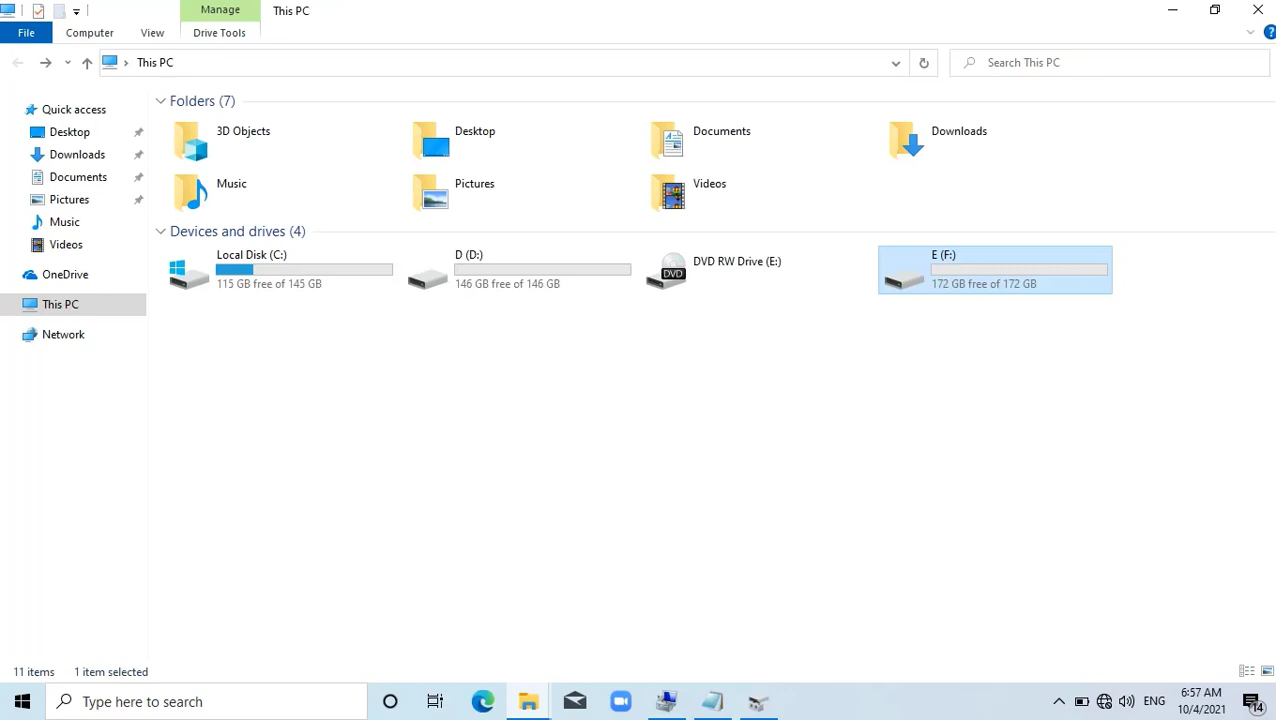 Manage
This PC
File
Computer
View
Drive Tools
This PC
Search This PC
Quick access
Desktop
Downloads
Documents
Pictures
Music
Videos
OneDrive
This PC
Network
Folders (7)
3D Objects
Desktop
Documents
Downloads
Music
Pictures
Videos
Devices and drives (4)
Local Disk (C:)
115 GB free of 145 GB
D (D:)
146 GB free of 146 GB
DVD
DVD RW Drive (E:)
E (F:)
172 GB free of 172 GB
11 items
1 item selected
Type here to search
ENG
6:57 AM
10/4/2021
14